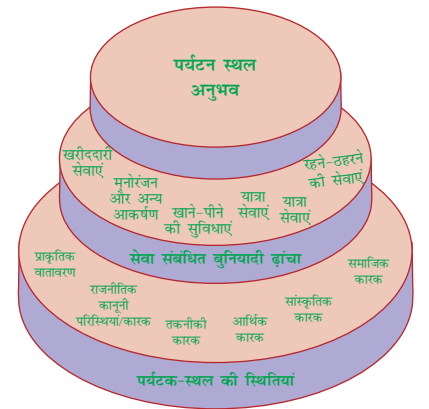 पर्यटन स्थल
अनुभव
खरीददारी
सेवाएं
मनोरंजन
और अन्य
आकर्षण
खाने-पीने
की सुविधाएं
यात्रा
सेवाएं
यात्रा
सेवाएं
रहने-ठहरने
की सेवाएं
सेवा संबंधित बुनियादी ढ़ांचा
प्राकृतिक
वातावरण
राजनीतिक
कानूनी
परिस्थियां/कारक
तकनीकी
कारक
आर्थिक
कारक
सांस्कृतिक
कारक
समाजिक
कारक
पर्यटक-स्थल की स्थितियां